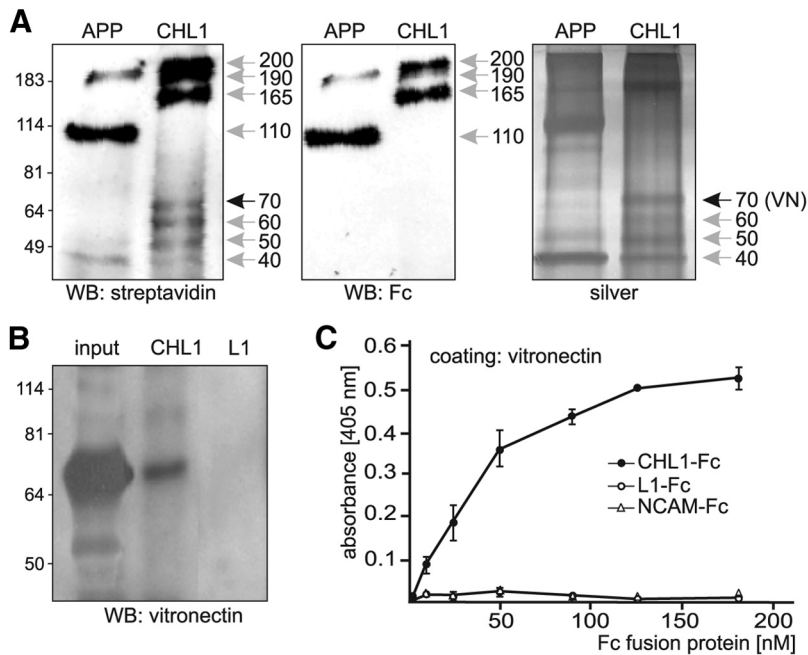 A
APP CHL1
183
114
81
64
49
200
190
165
110
70
60
50
40
WB: streptavidin
APP CHL1
200
190
165
110
WB: Fc
APP CHL1
70 (VN)
60
50
40
silver
B
input CHL1 L1
114
81
64
50
WB: vitronectin
C
coating: vitronectin
absorbance [405 nm]
0.6
0.5
0.4
0.3
0.2
0.1
CHL1-Fc
L1-Fc
NCAM-Fc
50 100 150 200
Fc fusion protein [nM]